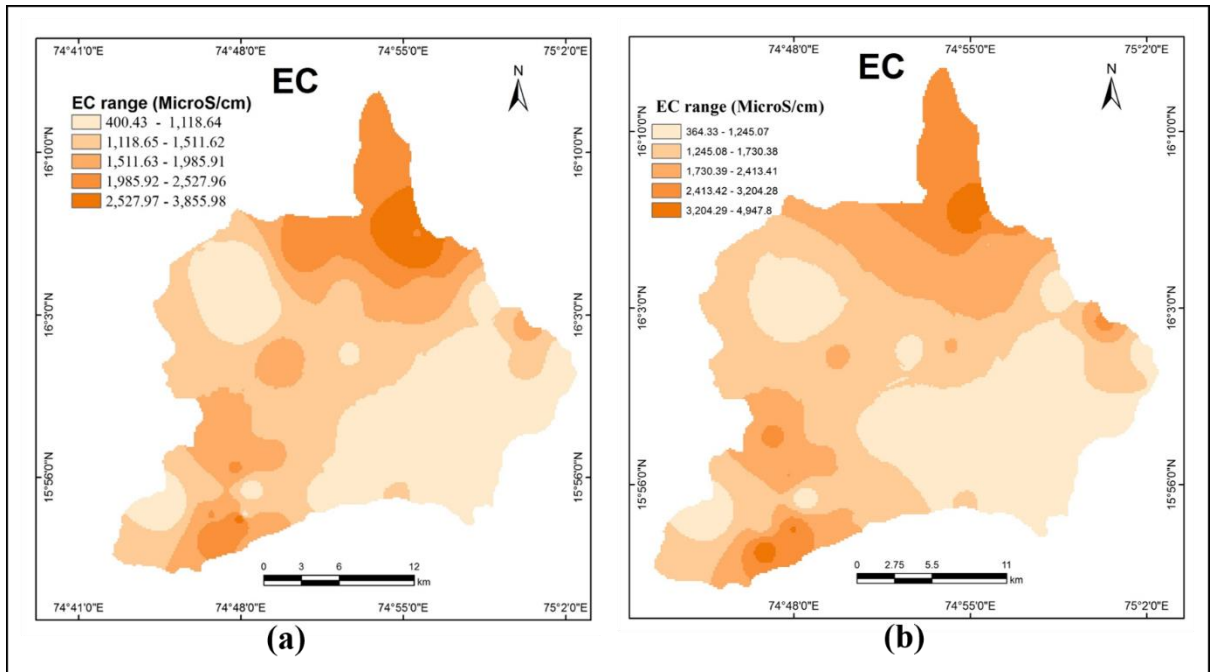 74°41'0"E 74°48'0"E 74°55'0"E 75°2'0"E
EC
N
EC range (MicroS/cm)
400.43 - 1,118.64
1,118.65 - 1,511.62
1,511.63 - 1,985.91
1,985.92 - 2,527.96
2,527.97 - 3,855.98
16°10'0"N 16°10'0"N
16°3'0"N 16°3'0"N
15°56'0"N 15°56'0"N
0 3 6 12
km
74°41'0"E 74°48'0"E 74°55'0"E 75°2'0"E
(a)
74°48'0"E 74°55'0"E 75°2'0"E
EC
N
EC range (MicroS/cm)
364.33 - 1,245.07
1,245.08 - 1,730.38
1,730.39 - 2,413.41
2,413.42 - 3,204.28
3,204.29 - 4,947.8
16°10'0"N 16°10'0"N
16°3'0"N 16°3'0"N
15°56'0"N 15°56'0"N
0 2.75 5.5 11
km
74°48'0"E 74°55'0"E 75°2'0"E
(b)